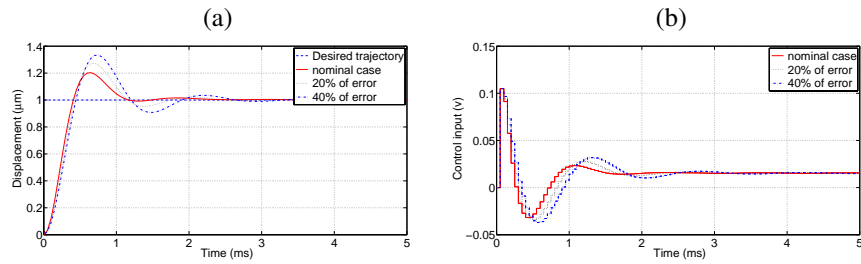 (a)
1.4
1.2
1
0.8
0.6
0.4
0.2
0
0
1
2
3
4
5
Displacement (μm)
Time (ms)
Desired trajectory
nominal case
20% of error
40% of error
(b)
0.15
0.1
0.05
0
−0.05
0
1
2
3
4
5
Control input (v)
Time (ms)
nominal case
20% of error
40% of error